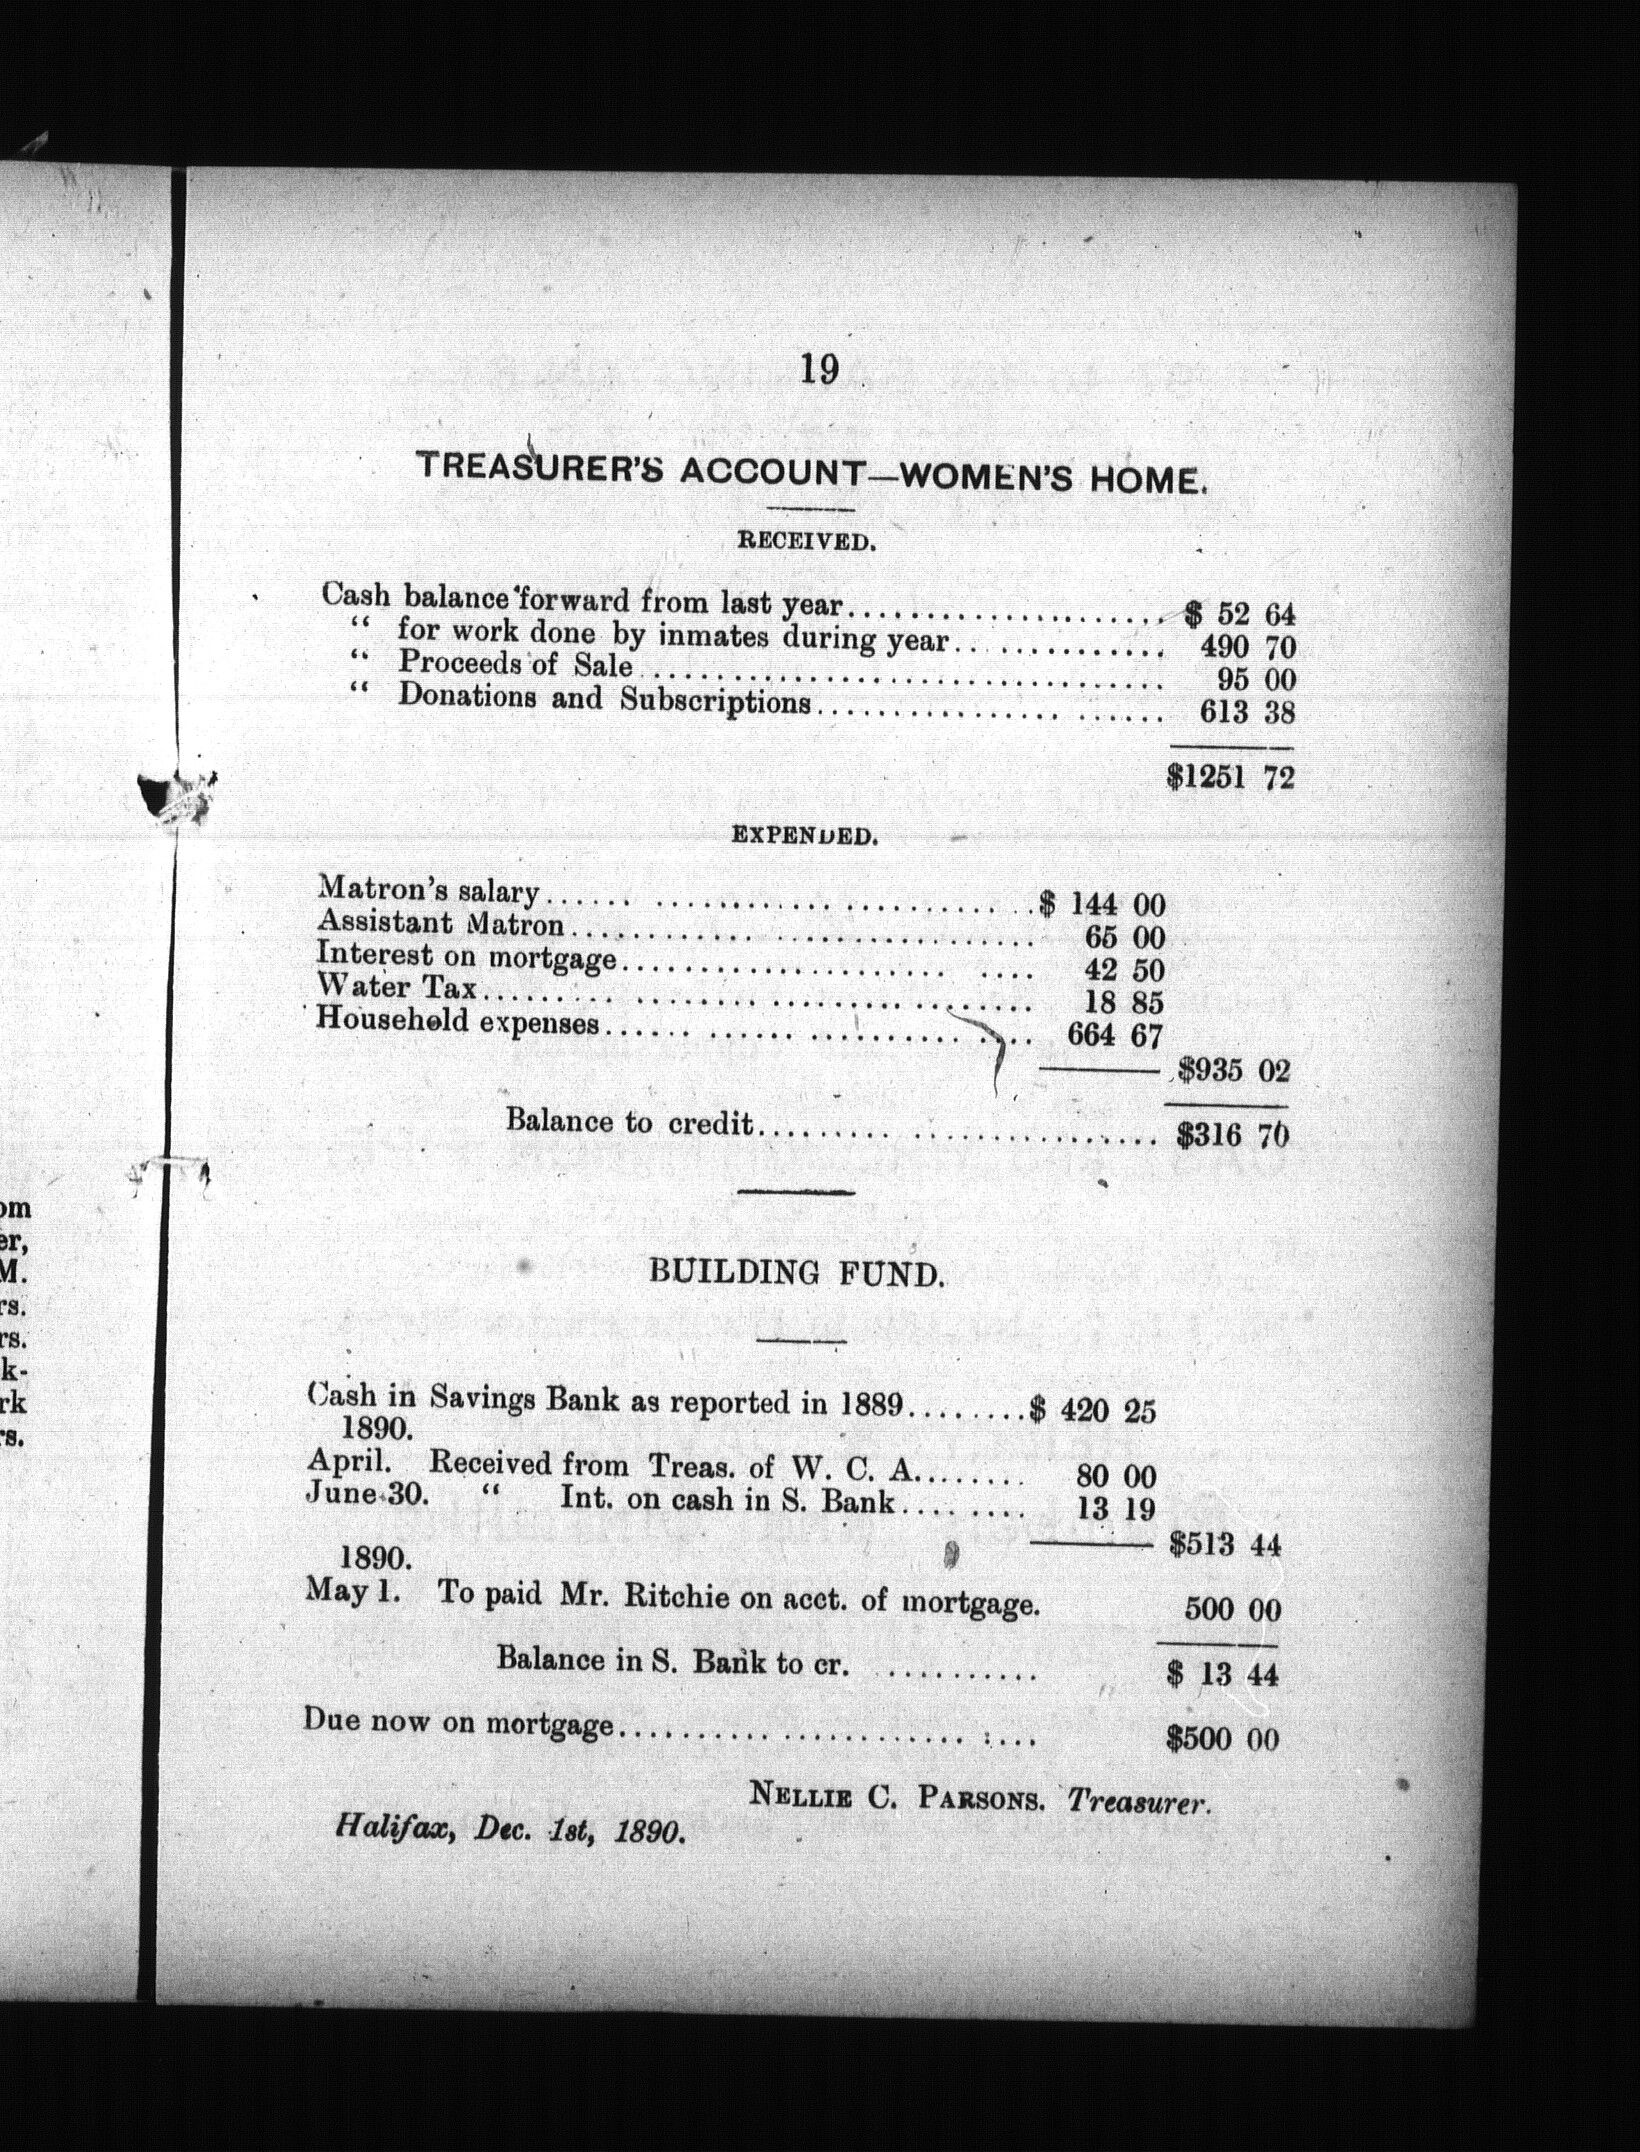 19
TREASURER'S ACCOUNT—WOMEN'S HOME.
RECEIVED.
Cash balance forward from last year..................... $ 52 64
“ for work done by inmates during year.............. 490 70
“ Proceeds of Sale.................................. 95 00
“ Donations and Subscriptions...................... 613 38
$1251 72
EXPENDED.
Matron's salary.............................. $ 144 00
Assistant Matron.............................. 65 00
Interest on mortgage......................... 42 50
Water Tax.................................... 18 85
Household expenses........................... 664 67
$935 02
Balance to credit.......................... $316 70
BUILDING FUND.
Cash in Savings Bank as reported in 1889........$ 420 25
1890.
April. Received from Treas. of W. C. A........ 80 00
June 30. “ Int. on cash in S. Bank........ 13 19
$513 44
1890.
May 1. To paid Mr. Ritchie on acct. of mortgage. 500 00
Balance in S. Bank to cr. ........... $ 13 44
Due now on mortgage.......................... $500 00
NELLIE C. PARSONS. Treasurer.
Halifax, Dec. 1st, 1890.
om
er,
M.
rs.
rs.
k-
rk
rs.